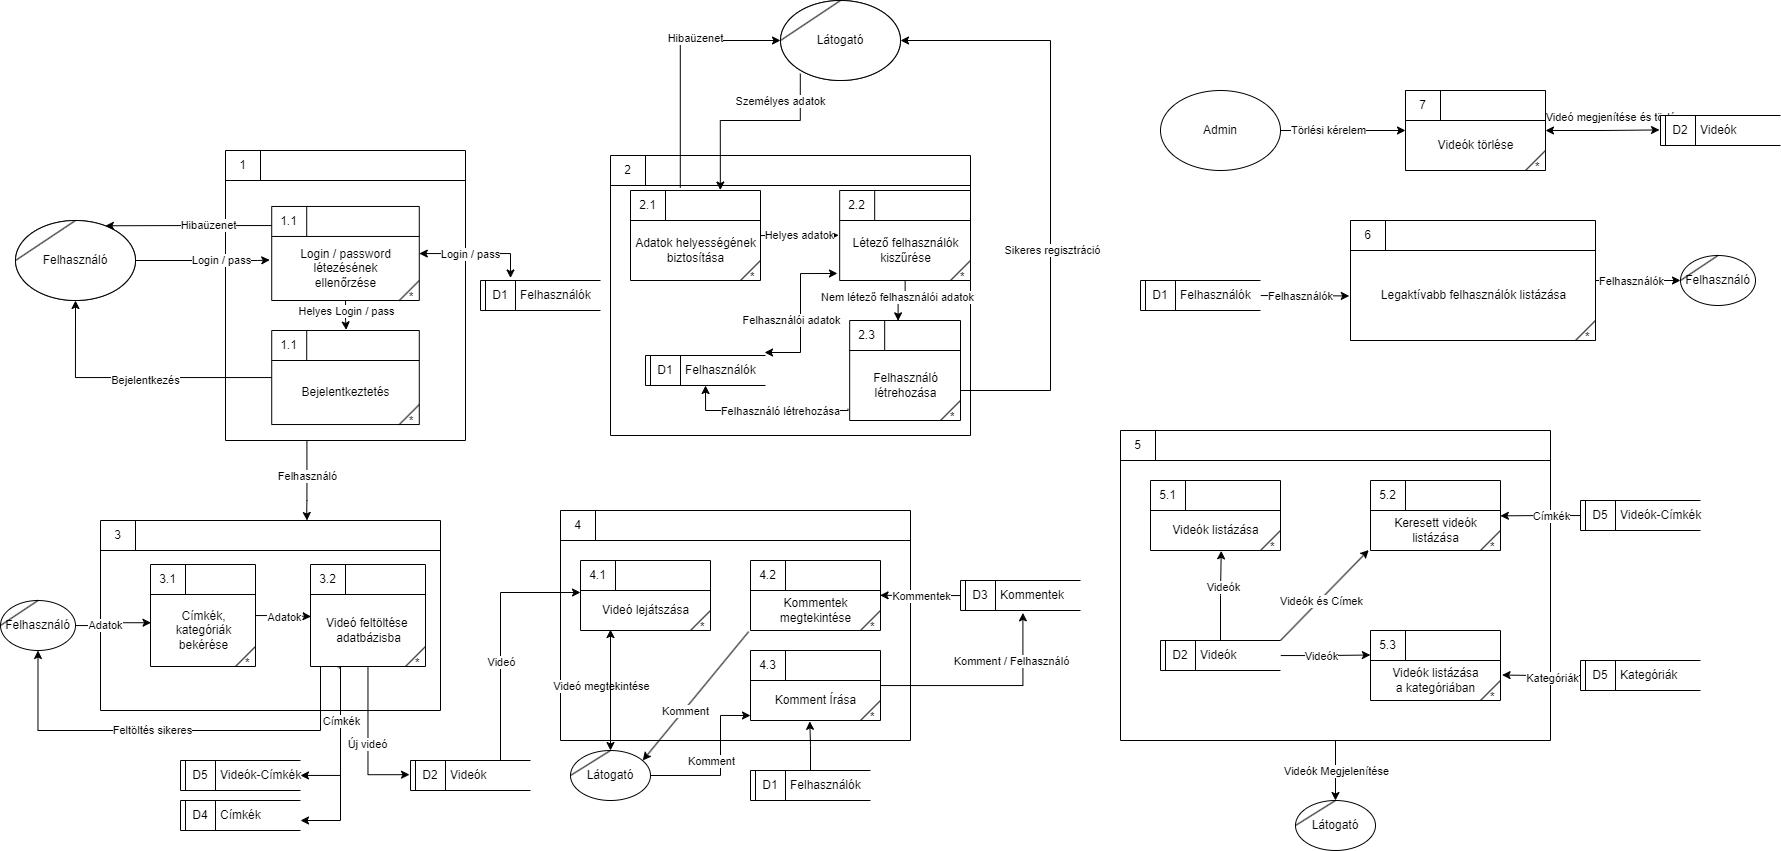 Látogató
Hibaüzenet
Személyes adatok
Sikeres regisztráció
1
Felhasználó
Hibaüzenet
Login / pass
1.1
Login / password
létezésének
ellenőrzése
*
Login / pass
D1
Felhasználók
Helyes Login / pass
1.1
Bejelentkeztetés
*
Bejelentkezés
Felhasználó
2
2.1
Adatok helyességének
biztosítása
*
Helyes adatok
2.2
Létező felhasználók
kiszűrése
*
Nem létező felhasználói adatok
Felhasználói adatok
2.3
Felhasználó
létrehozása
*
D1
Felhasználók
Felhasználó létrehozása
Admin
Törlési kérelem
7
Videók törlése
*
Videó megjenítése és
D2
Videók
D1
Felhasználók
Felhasználók
6
Legaktívabb felhasználók listázása
*
Felhasználók
Felhasználó
3
Felhasználó
Adatok
3.1
Címkék,
kategóriák
bekérése
*
Adatok
3.2
Videó feltöltése
adatbázisba
*
Feltöltés sikeres
Címkék
Új videó
D5
Videók-Címkék
D4
Címkék
D2
Videók
Videó
4
4.1
Videó lejátszása
*
4.2
Kommentek
megtekintése
*
Kommentek
D3
Kommentek
4.3
Komment Írása
*
Komment / Felhasználó
Videó megtekintése
Komment
Komment
Látogató
D1
Felhasználók
5
5.1
Videók listázása
*
5.2
Keresett videók
listázása
*
Címkék
D5
Videók-Címkék
Videók
Videók és Címek
D2
Videók
Videók
5.3
Videók listázása
a kategóriában
*
Kategóriák
D5
Kategóriák
Videók Megjelenítése
Látogató